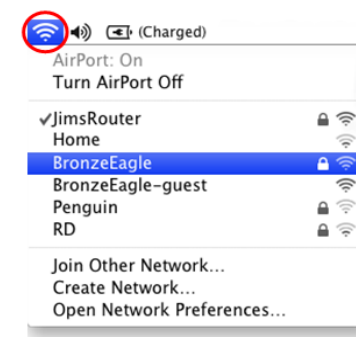 (Charged)
AirPort: On
Turn AirPort Off
✓JimsRouter
Home
BronzeEagle
BronzeEagle-guest
Penguin
RD
Join Other Network...
Create Network...
Open Network Preferences...